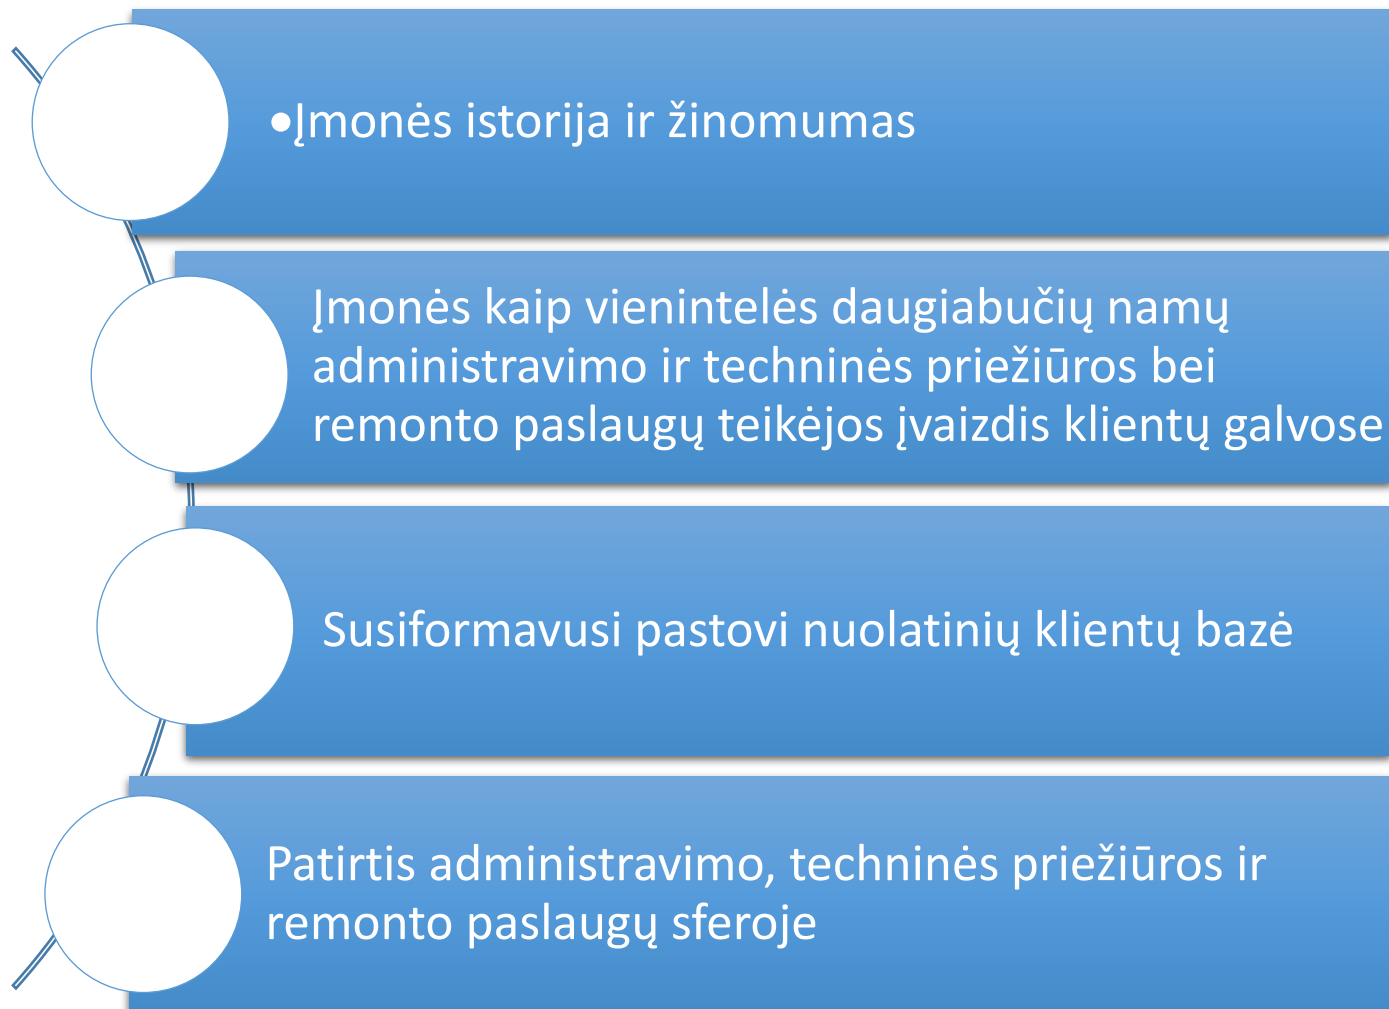 •Įmonės istorija ir žinomumas
Įmonės kaip vienintelės daugiabučių namų
administravimo ir techninės priežiūros bei
remonto paslaugų teikėjos įvaizdis klientų galvose
Susiformavusi pastovi nuolatinių klientų bazė
Patirtis administravimo, techninės priežiūros ir
remonto paslaugų sferoje